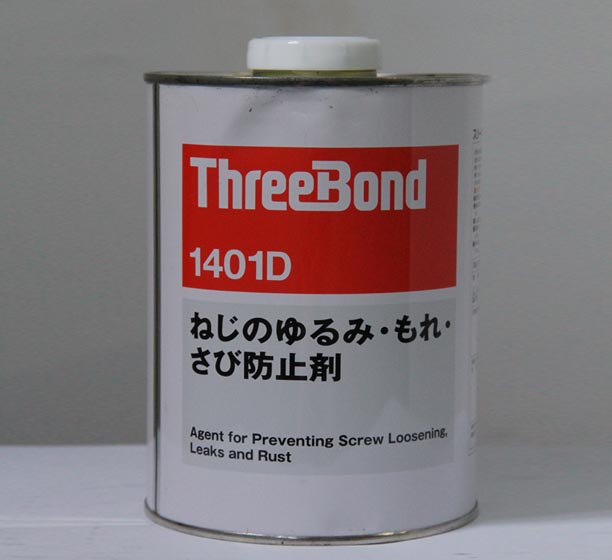 ThreeBond
1401D
ねじのゆるみ・もれ・
さび防止剤
Agent for Preventing Screw Loosening,
Leaks and Rust